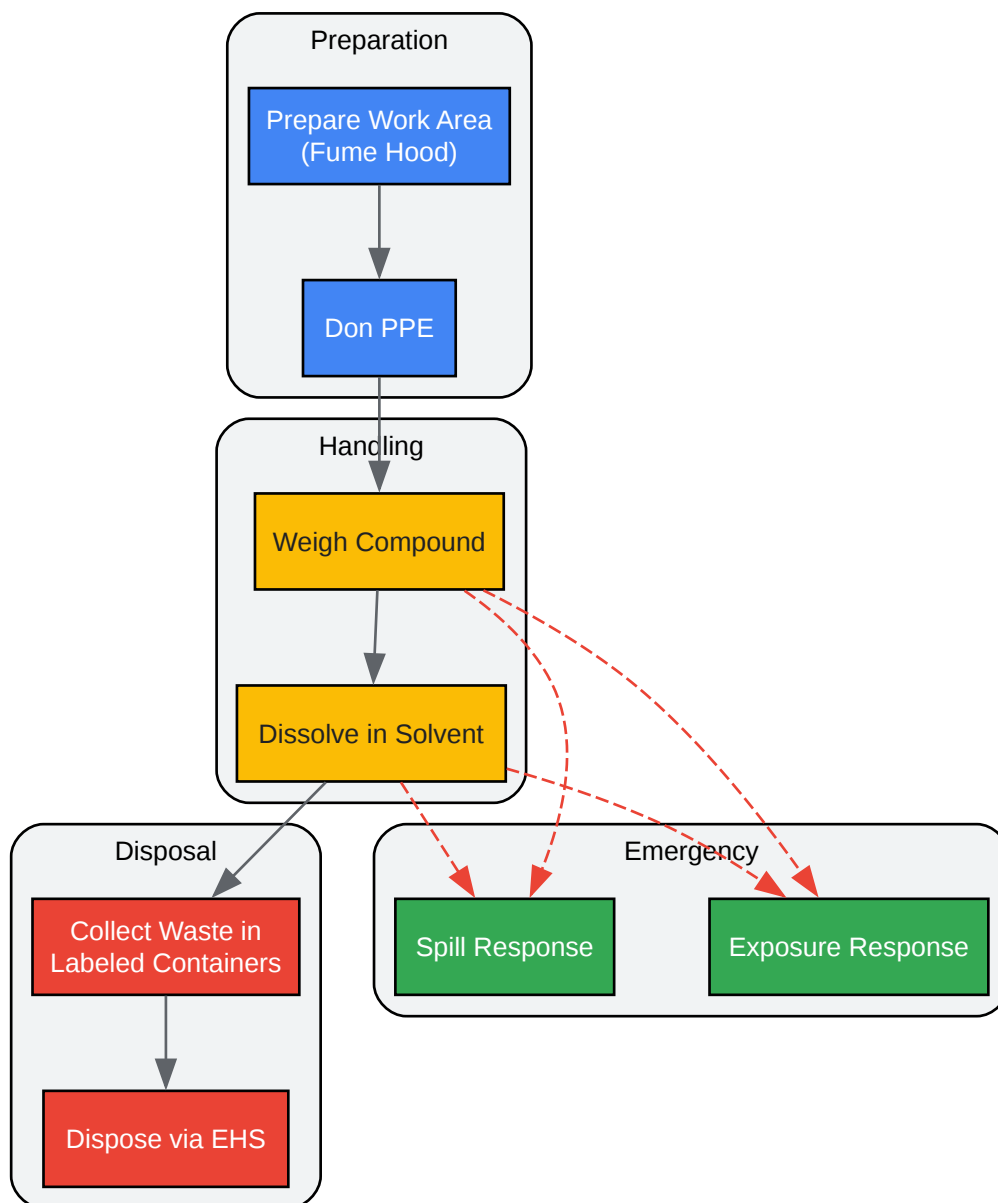 Preparation
Prepare Work Area
(Fume Hood)
Don PPE
Handling
Weigh Compound
Dissolve in Solvent
Disposal
Collect Waste in
Labeled Containers
Dispose via EHS
Emergency
Spill Response
Exposure Response